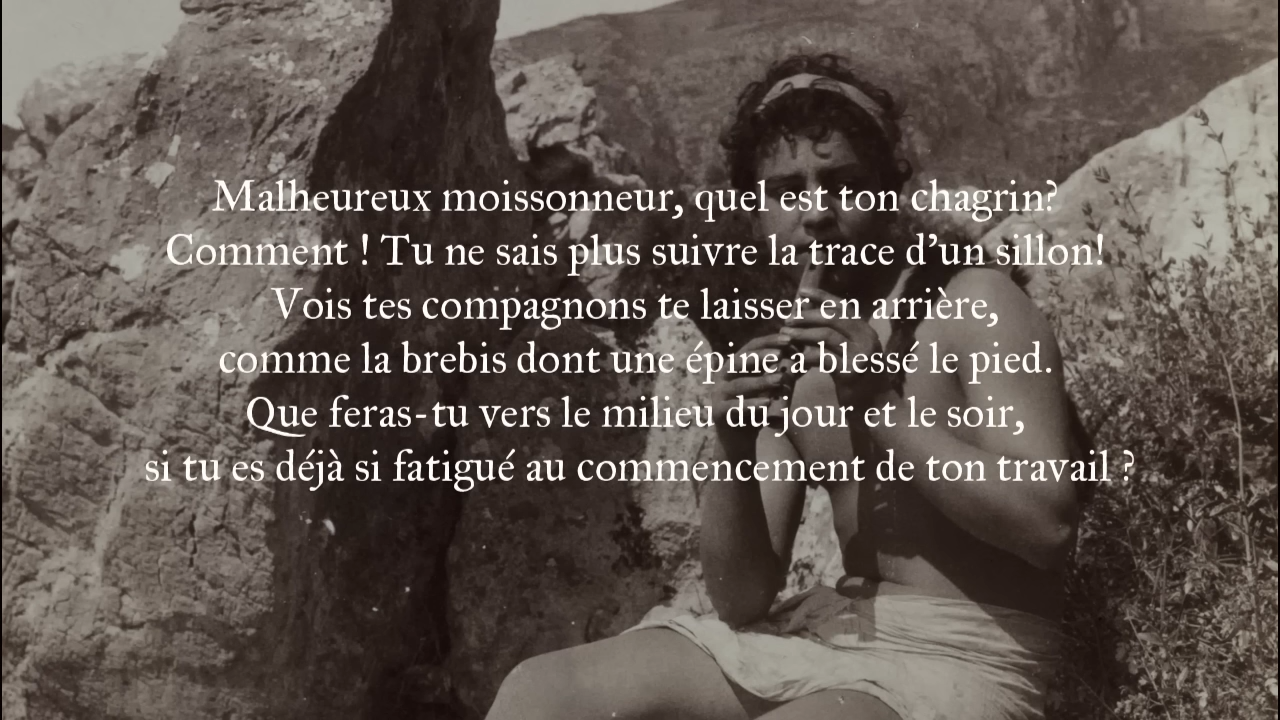 Malheureux moissonneur, quel est ton chagrin?
Comment ! Tu ne sais plus suivre la trace d’un sillon!
Vois tes compagnons te laisser en arrière,
comme la brebis dont une épine a blessé le pied.
Que feras-tu vers le milieu du jour et le soir,
si tu es déjà si fatigué au commencement de ton travail ?